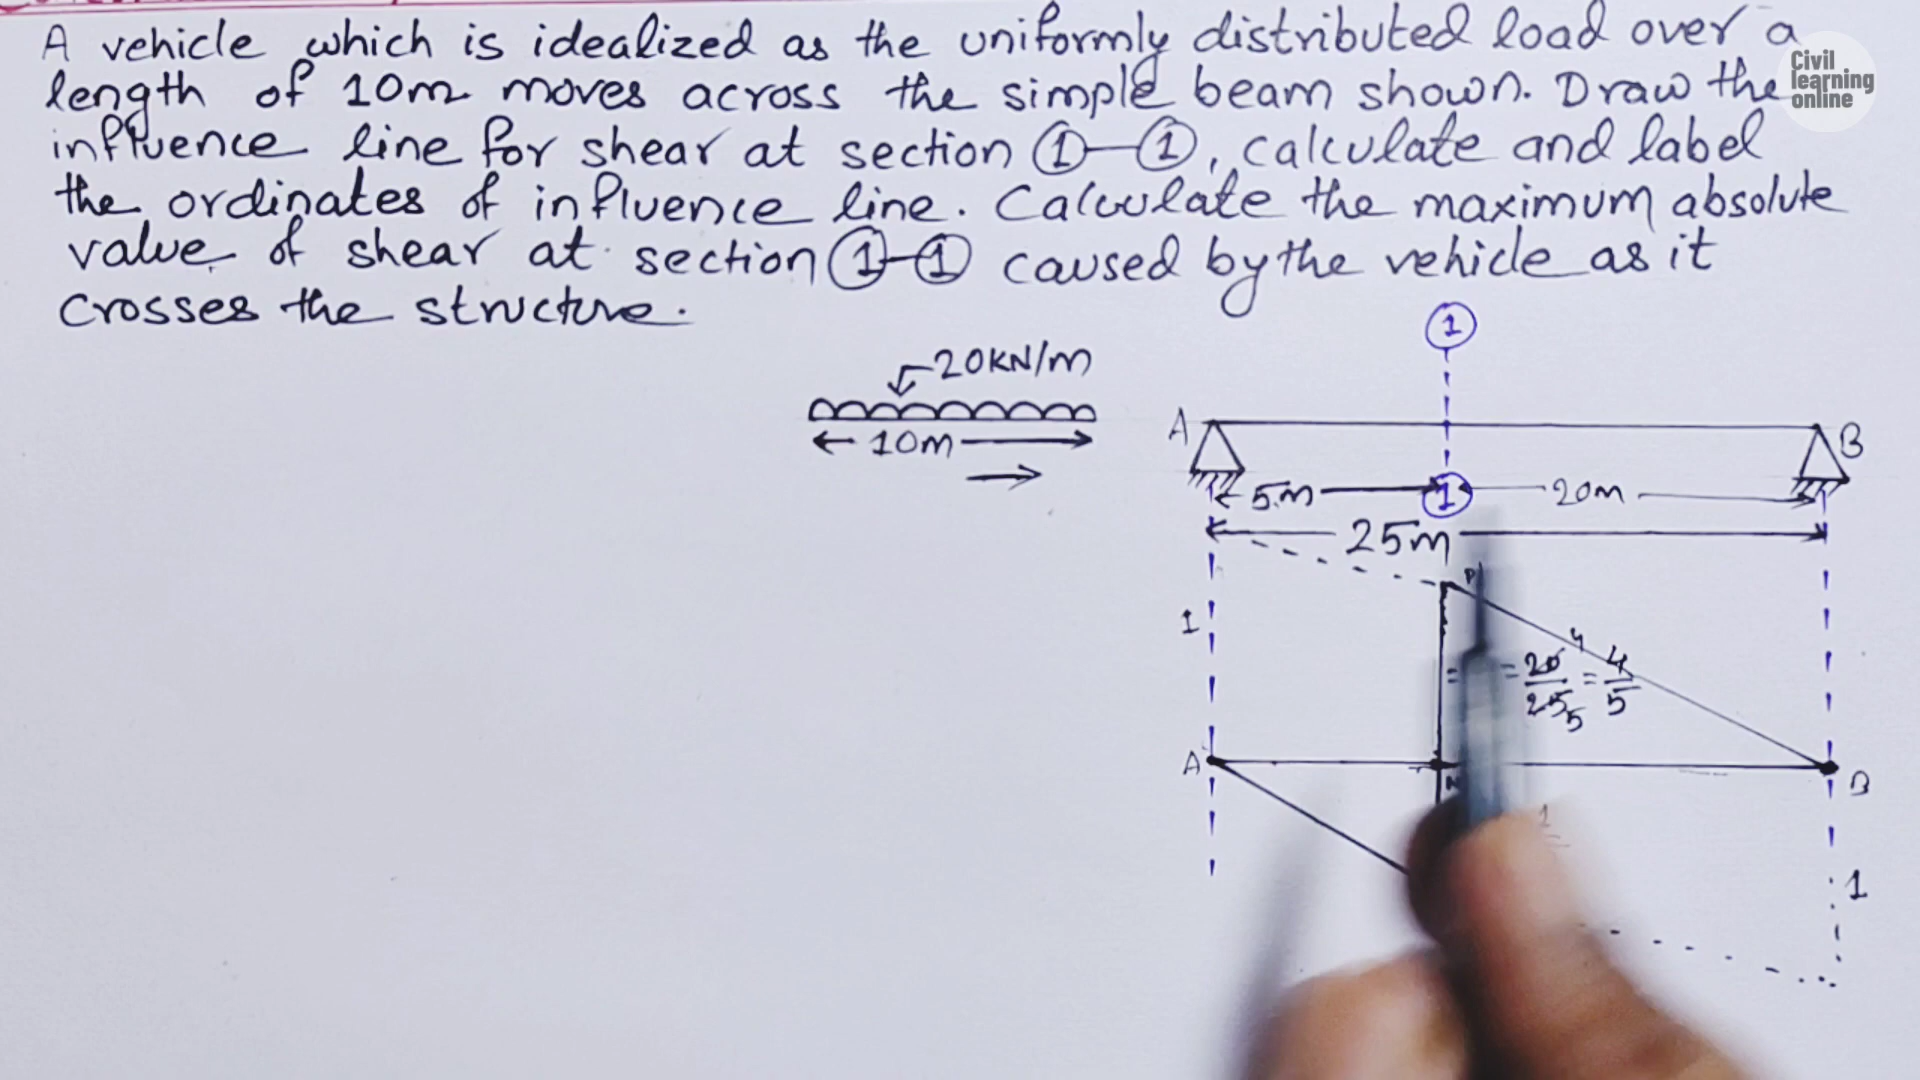 A vehicle which is idealized as the uniformly distributed load over a
length of 10m moves across the simple beam shown. Draw the
influence line for shear at section ①—①, calculate and label
the ordinates of influence line. Calculate the maximum absolute
value of shear at section ①-① caused by the vehicle as it
crosses the structure.
Civil
learning
online
①
20KN/m
10m
A
B
5m
①
20m
25m
1
= 20/25 = 4/5
4
5
A
B
1